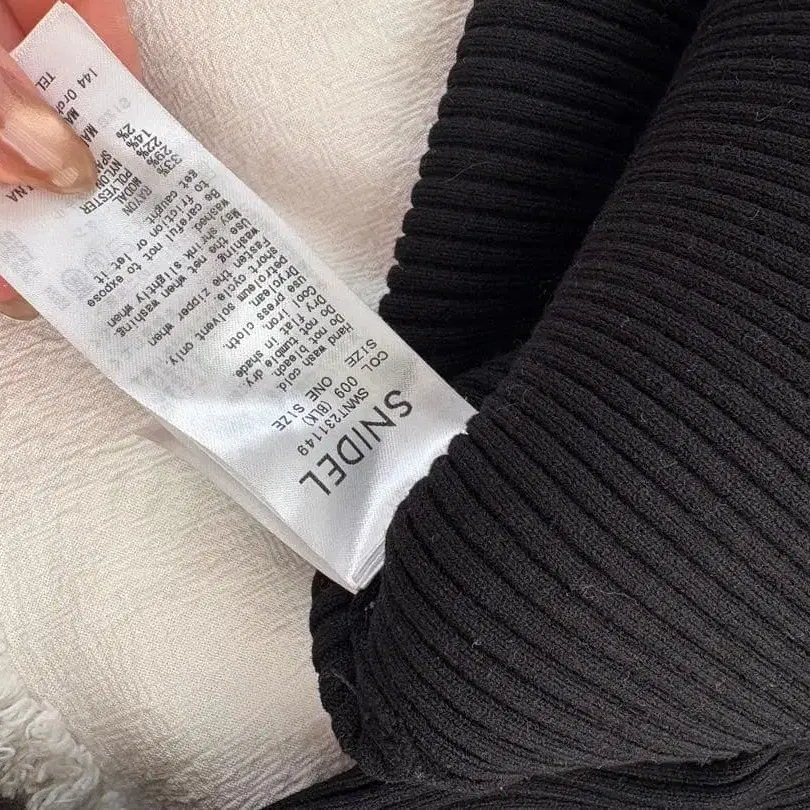 SNIDEL
SWNT231149
COL 009 (BLK)
SIZE ONE SIZE
Hand wash cold.
Do not bleach.
Do not tumble dry.
Dry flat in shade
Cool iron.
Use press cloth.
Dryclean.
petroleum solvent only.
short cycle.
Fasten the zipper when
washing.
Use the net when washing.
May shrink slightly when
washed.
Be careful not to expose
to friction or let it
get caught.
33% RAYON
29% MODAL
22% POLYESTER
14% NYLON
2%
144
TEL